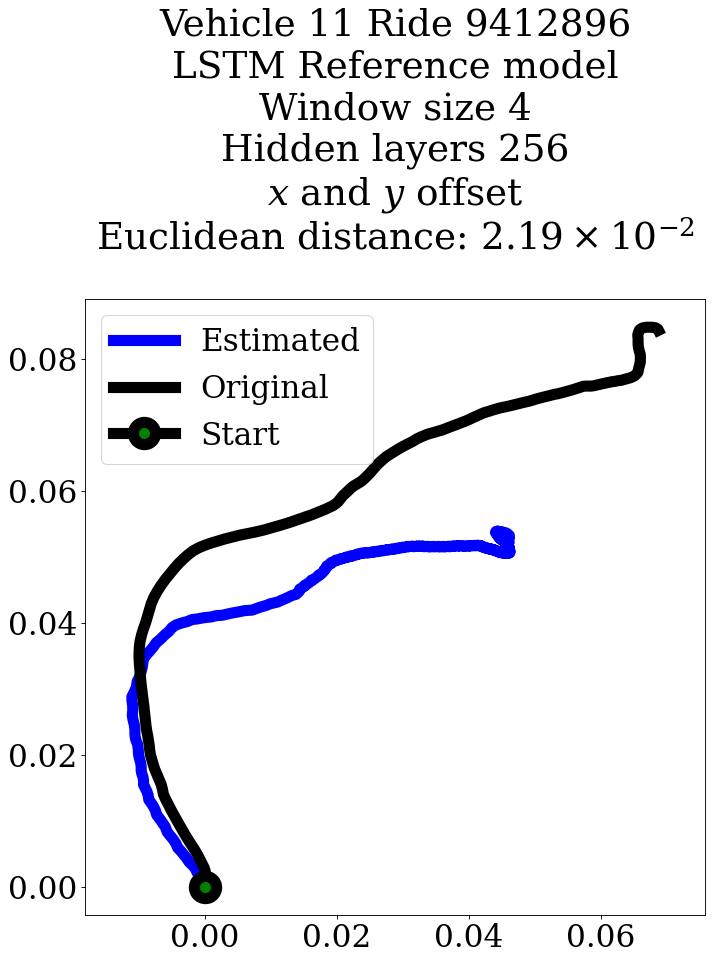 Vehicle 11 Ride 9412896
LSTM Reference model
Window size 4
Hidden layers 256
x and y offset
Euclidean distance: 2.19 × 10⁻²
Estimated
Original
Start
0.08
0.06
0.04
0.02
0.00
0.00 0.02 0.04 0.06